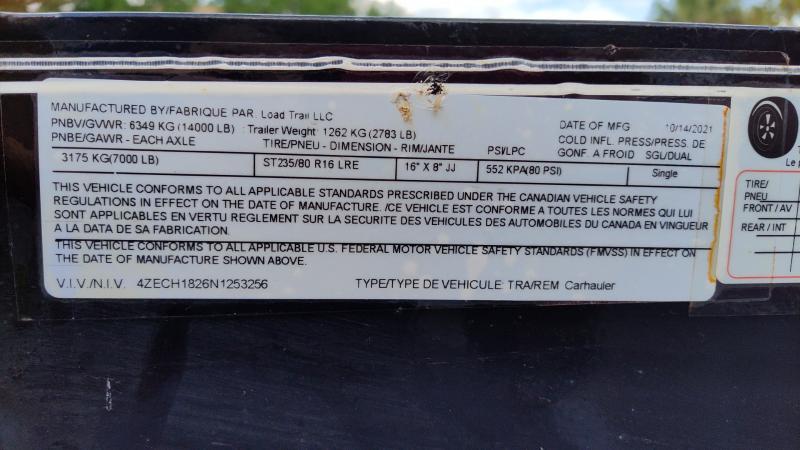 MANUFACTURED BY/FABRIQUE PAR: Load Trail LLC
DATE OF MFG 10/14/2021
PNBV/GVWR: 6349 KG (14000 LB) : Trailer Weight: 1262 KG (2783 LB)
COLD INFL. PRESS/PRESS. DE
PNBE/GAWR - EACH AXLE TIRE/PNEU - DIMENSION - RIM/JANTE PSI/LPC GONF. A FROID SGL/DUAL
3175 KG(7000 LB) ST235/80 R16 LRE 16" X 8" JJ 552 KPA(80 PSI) Single
THIS VEHICLE CONFORMS TO ALL APPLICABLE STANDARDS PRESCRIBED UNDER THE CANADIAN VEHICLE SAFETY
REGULATIONS IN EFFECT ON THE DATE OF MANUFACTURE. /CE VEHICLE EST CONFORME A TOUTES LES NORMES QUI LUI
SONT APPLICABLES EN VERTU REGLEMENT SUR LA SECURITE DES VEHICULES DES AUTOMOBILES DU CANADA EN VINGUEUR
A LA DATA DE SA FABRICATION.
THIS VEHICLE CONFORMS TO ALL APPLICABLE U.S. FEDERAL MOTOR VEHICLE SAFETY STANDARDS (FMVSS) IN EFFECT ON
THE DATE OF MANUFACTURE SHOWN ABOVE.
V.I.V./N.I.V. 4ZECH1826N1253256 TYPE/TYPE DE VEHICULE: TRA/REM Carhauler
Le
TIRE/
PNEU
FRONT / AV
REAR / INT